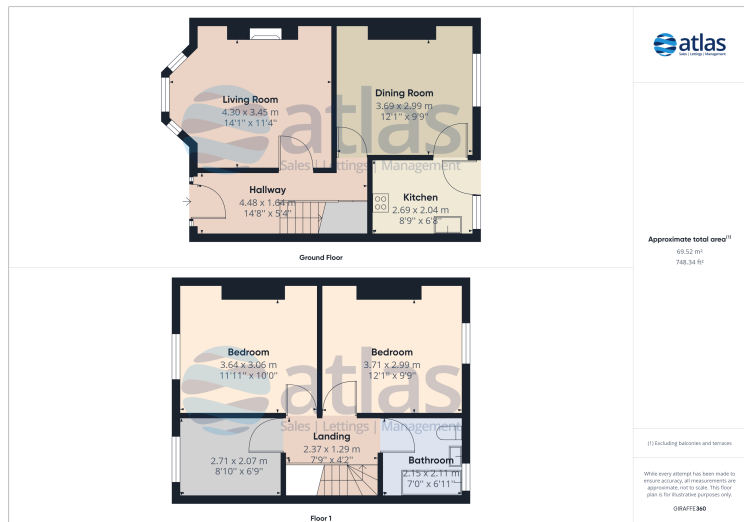 Living Room
4.30 x 3.45 m
14'1" x 11'4"
Dining Room
3.69 x 2.99 m
12'1" x 9'9"
Hallway
4.48 x 1.64 m
14'8" x 5'4"
Kitchen
2.69 x 2.04 m
8'9" x 6'8"
atlas
Sales | Lettings | Management
Ground Floor
Bedroom
3.64 x 3.06 m
11'11" x 10'0"
Bedroom
3.71 x 2.99 m
12'1" x 9'9"
Landing
2.37 x 1.29 m
7'9" x 4'2"
2.71 x 2.07 m
8'10" x 6'9"
Bathroom
2.15 x 2.11 m
7'0" x 6'11"
atlas
Sales | Lettings | Management
Floor 1
atlas
Sales | Lettings | Management
Approximate total area(1)
69.52 m²
748.34 ft²
(1) Excluding balconies and terraces
While every attempt has been made to
ensure accuracy, all measurements are
approximate, not to scale. This floor
plan is for illustrative purposes only.
GIRAFFE360